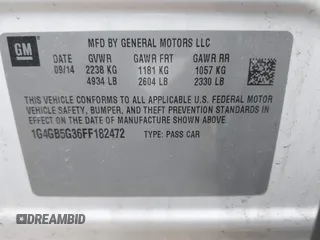 GM
MFD BY GENERAL MOTORS LLC
DATE GVWR GAWR FRT GAWR RR
09/14 2238 KG 1181 KG 1057 KG
4934 LB 2604 LB 2330 LB
THIS VEHICLE CONFORMS TO ALL APPLICABLE U.S. FEDERAL MOTOR
VEHICLE SAFETY, BUMPER, AND THEFT PREVENTION STANDARDS IN
EFFECT ON THE DATE OF MANUFACTURE SHOWN ABOVE.
1G4GB5G36FF182472 TYPE: PASS CAR
DREAMBID